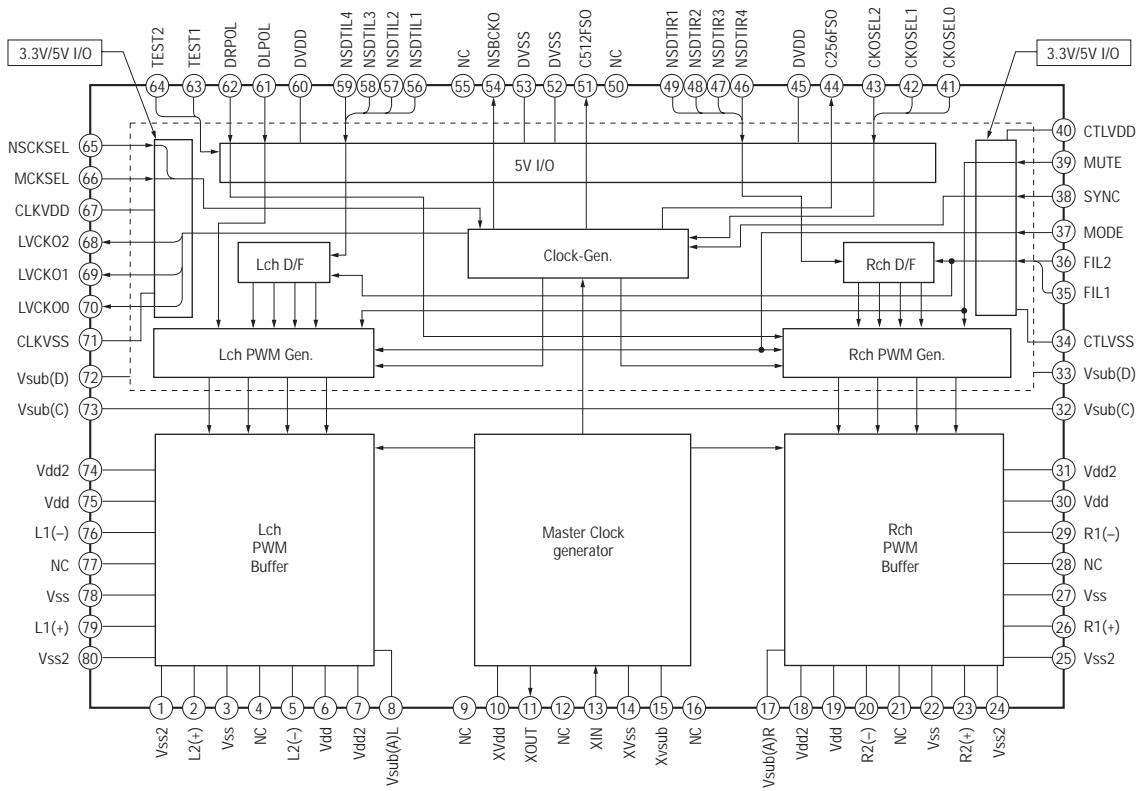 3.3V/5V I/O
TEST2
TEST1
DRPOL
DLPOL
DVDD
NSDTIL4
NSDTIL3
NSDTIL2
NSDTIL1
NC
NSBCKO
DVSS
DVSS
C512FSO
NC
NSDTIR1
NSDTIR2
NSDTIR3
NSDTIR4
DVDD
C256FSO
CKOSEL2
CKOSEL1
CKOSEL0
3.3V/5V I/O
64 63 62 61 60 59 58 57 56 55 54 53 52 51 50 49 48 47 46 45 44 43 42 41
NSCKSEL 65
MCKSEL 66
CLKVDD 67
LVCKO2 68
LVCKO1 69
LVCKO0 70
CLKVSS 71
Vsub(D) 72
Vsub(C) 73
Vdd2 74
Vdd 75
L1(–) 76
NC 77
Vss 78
L1(+) 79
Vss2 80
5V I/O
Clock-Gen.
Lch D/F
Rch D/F
Lch PWM Gen.
Rch PWM Gen.
Lch
PWM
Buffer
Master Clock
generator
Rch
PWM
Buffer
40 CTLVDD
39 MUTE
38 SYNC
37 MODE
36 FIL2
35 FIL1
34 CTLVSS
33 Vsub(D)
32 Vsub(C)
31 Vdd2
30 Vdd
29 R1(–)
28 NC
27 Vss
26 R1(+)
25 Vss2
1 2 3 4 5 6 7 8 9 10 11 12 13 14 15 16 17 18 19 20 21 22 23 24
Vss2
L2(+)
Vss
NC
L2(–)
Vdd
Vdd2
Vsub(A)L
NC
XVdd
XOUT
NC
XIN
XVss
Xvsub
NC
Vsub(A)R
Vdd2
Vdd
R2(–)
NC
Vss
R2(+)
Vss2